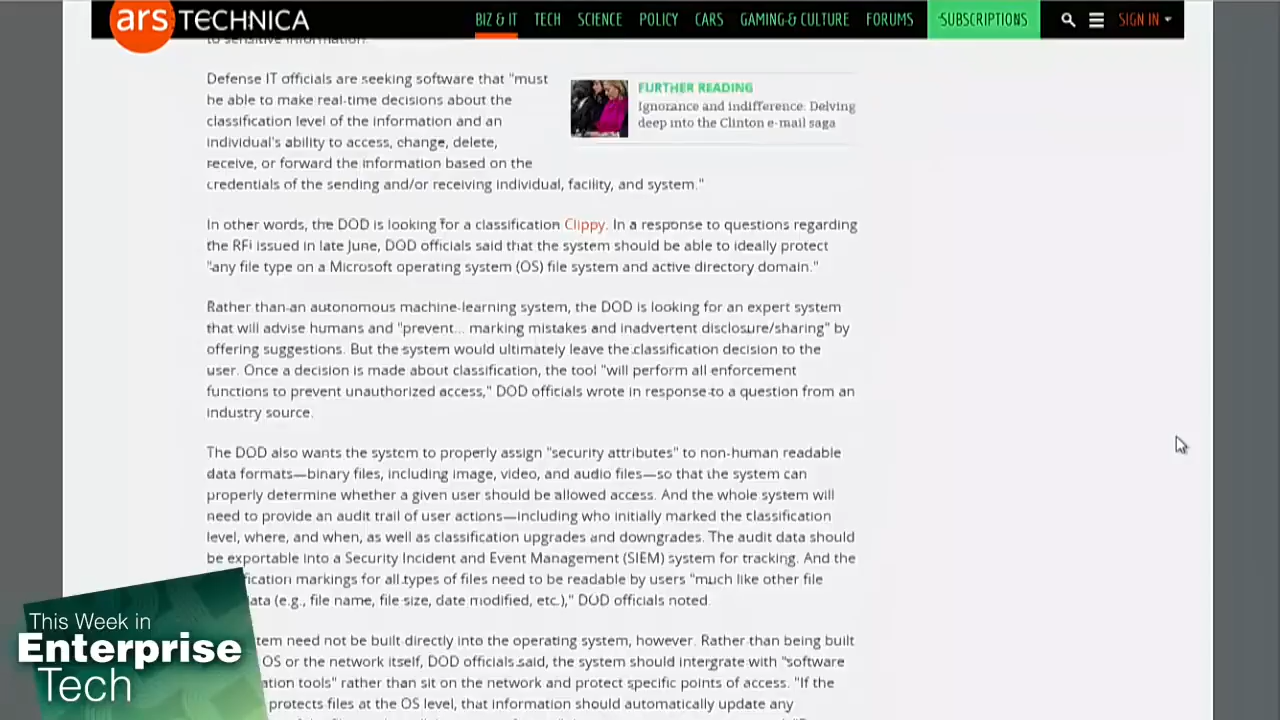 ars TECHNICA
BIZ & IT TECH SCIENCE POLICY CARS GAMING & CULTURE FORUMS SUBSCRIPTIONS SIGN IN
to sensitive information.
Defense IT officials are seeking software that "must
be able to make real-time decisions about the
classification level of the information and an
individual's ability to access, change, delete,
receive, or forward the information based on the
credentials of the sending and/or receiving individual, facility, and system."
FURTHER READING
Ignorance and indifference: Delving
deep into the Clinton e-mail saga
In other words, the DOD is looking for a classification Clippy. In a response to questions regarding
the RFI issued in late June, DOD officials said that the system should be able to ideally protect
"any file type on a Microsoft operating system (OS) file system and active directory domain."
Rather than an autonomous machine-learning system, the DOD is looking for an expert system
that will advise humans and "prevent... marking mistakes and inadvertent disclosure/sharing" by
offering suggestions. But the system would ultimately leave the classification decision to the
user. Once a decision is made about classification, the tool "will perform all enforcement
functions to prevent unauthorized access," DOD officials wrote in response to a question from an
industry source.
The DOD also wants the system to properly assign "security attributes" to non-human readable
data formats—binary files, including image, video, and audio files—so that the system can
properly determine whether a given user should be allowed access. And the whole system will
need to provide an audit trail of user actions—including who initially marked the classification
level, where, and when, as well as classification upgrades and downgrades. The audit data should
be exportable into a Security Incident and Event Management (SIEM) system for tracking. And the
fication markings for all types of files need to be readable by users "much like other file
ata (e.g., file name, file size, date modified, etc.)," DOD officials noted.
tem need not be built directly into the operating system, however. Rather than being built
OS or the network itself, DOD officials said, the system should intergrate with "software
ation tools" rather than sit on the network and protect specific points of access. "If the
protects files at the OS level, that information should automatically update any
This Week in
Enterprise
Tech